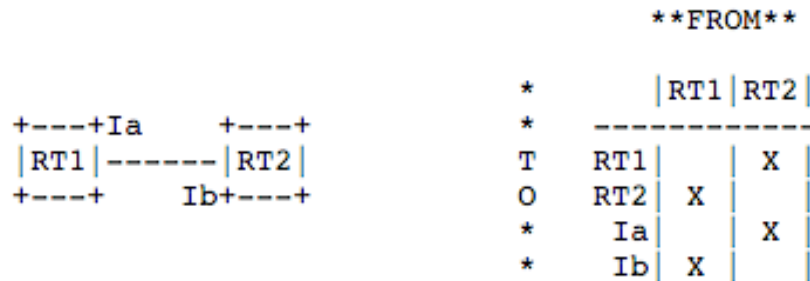 **FROM**

                                   *        |RT1|RT2|
+---+Ia     +---+                  *    ------------
|RT1|------|RT2|                   T    RT1|   | X |
+---+     Ib+---+                  O    RT2| X |   |
                                   *     Ia|   | X |
                                   *     Ib| X |   |